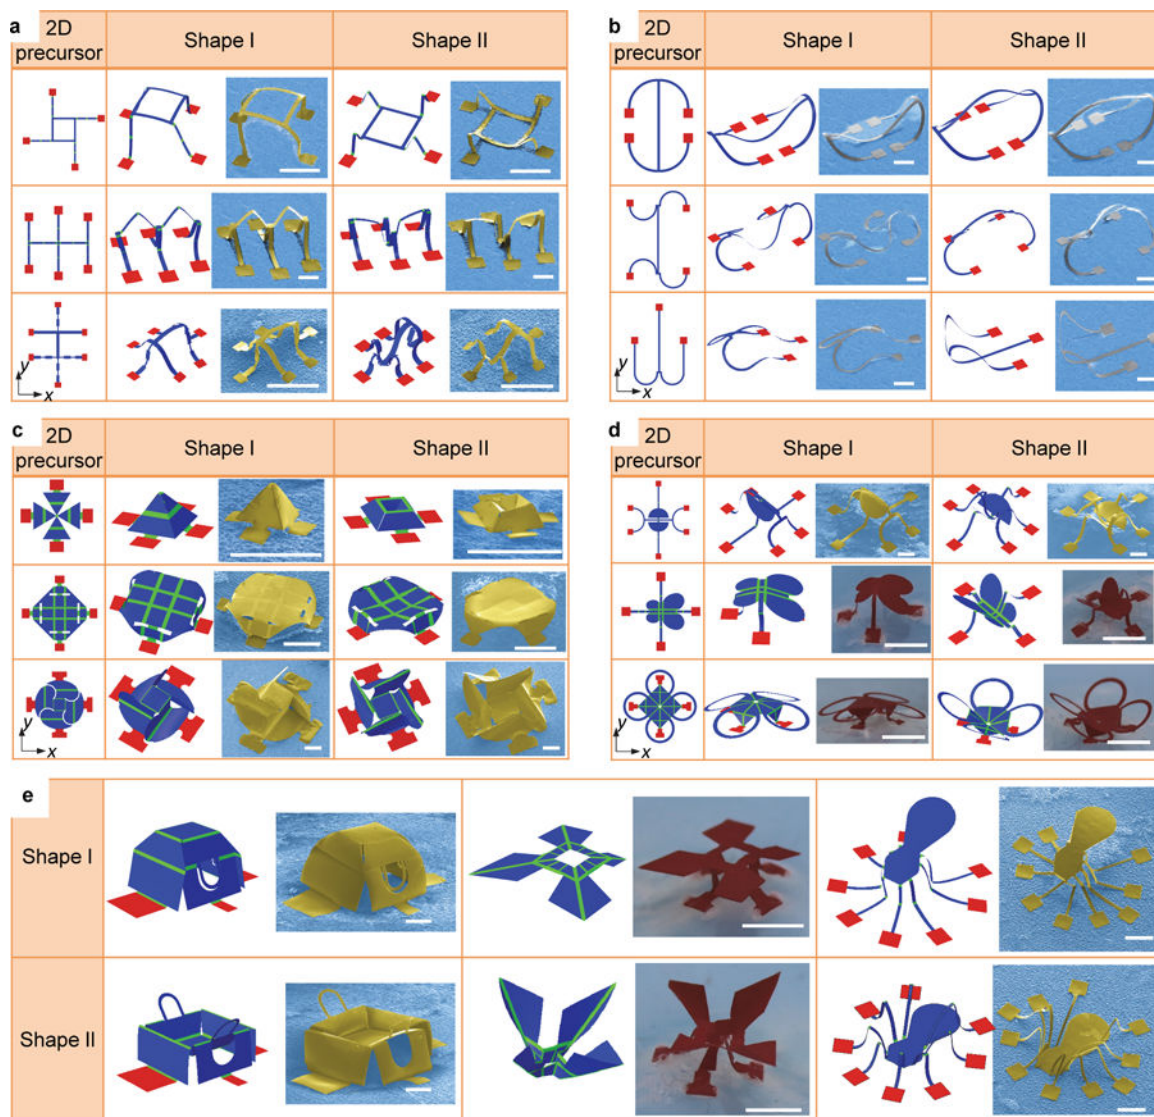 a
2D
precursor
Shape I
Shape II
y
x
b
2D
precursor
Shape I
Shape II
y
x
c
2D
precursor
Shape I
Shape II
y
x
d
2D
precursor
Shape I
Shape II
y
x
e
Shape I
Shape II